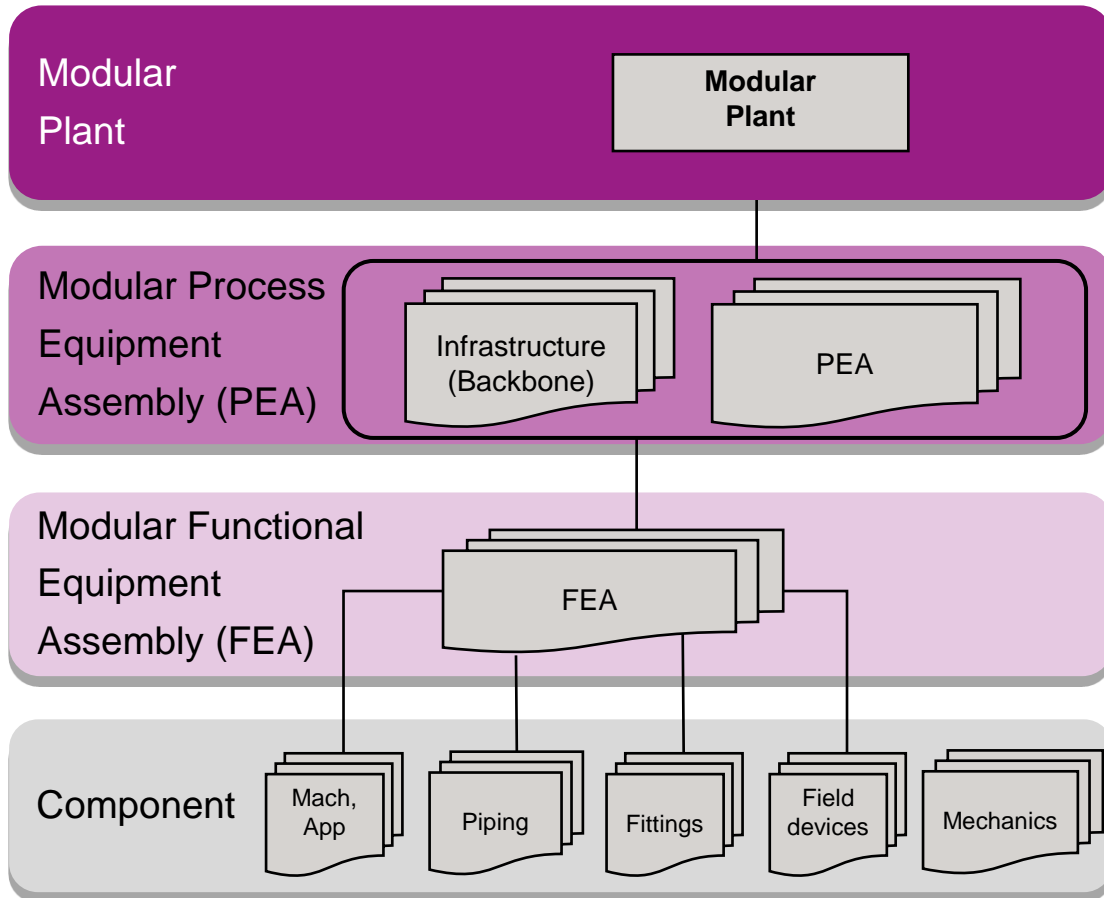 Modular
Plant
Modular
Plant
Modular Process
Equipment
Assembly (PEA)
Infrastructure
(Backbone)
PEA
Modular Functional
Equipment
Assembly (FEA)
FEA
Component
Mach,
App
Piping
Fittings
Field
devices
Mechanics